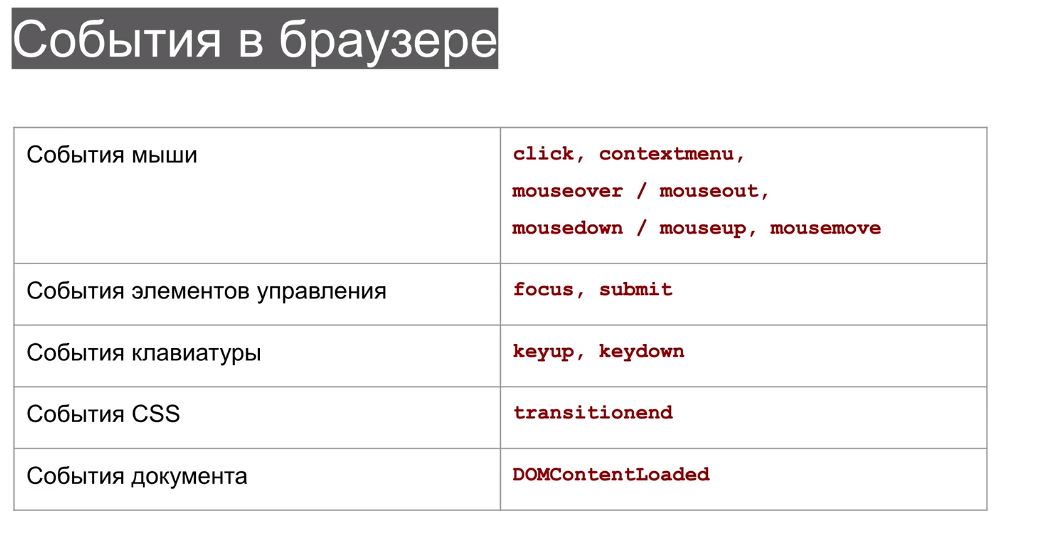 События в браузере
События мыши
click, contextmenu,
mouseover / mouseout,
mousedown / mouseup, mousemove
События элементов управления
focus, submit
События клавиатуры
keyup, keydown
События CSS
transitionend
События документа
DOMContentLoaded